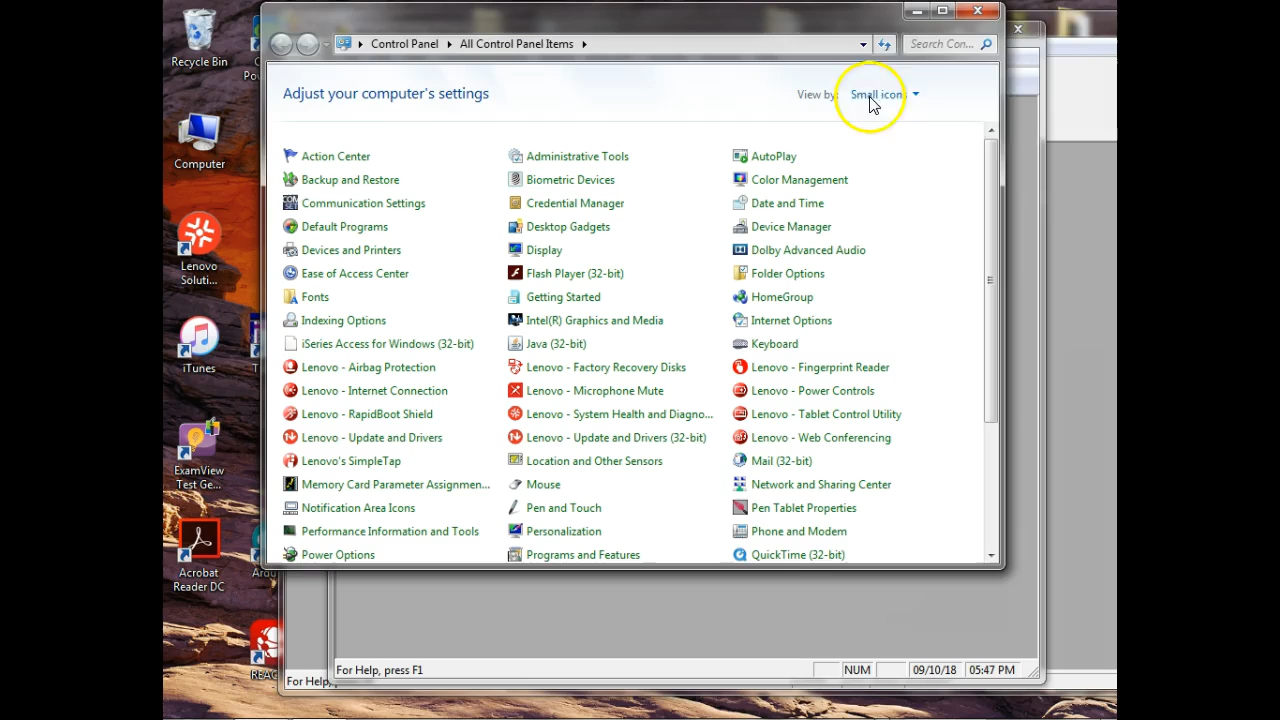 Recycle Bin
Computer
Lenovo
Soluti...
iTunes
ExamView
Test Ge...
Acrobat
Reader DC
Control Panel
All Control Panel Items
Search Con...
Adjust your computer's settings
View by:
Small icons
Action Center
Administrative Tools
AutoPlay
Backup and Restore
Biometric Devices
Color Management
Communication Settings
Credential Manager
Date and Time
Default Programs
Desktop Gadgets
Device Manager
Devices and Printers
Display
Dolby Advanced Audio
Ease of Access Center
Flash Player (32-bit)
Folder Options
Fonts
Getting Started
HomeGroup
Indexing Options
Intel(R) Graphics and Media
Internet Options
iSeries Access for Windows (32-bit)
Java (32-bit)
Keyboard
Lenovo - Airbag Protection
Lenovo - Factory Recovery Disks
Lenovo - Fingerprint Reader
Lenovo - Internet Connection
Lenovo - Microphone Mute
Lenovo - Power Controls
Lenovo - RapidBoot Shield
Lenovo - System Health and Diagno...
Lenovo - Tablet Control Utility
Lenovo - Update and Drivers
Lenovo - Update and Drivers (32-bit)
Lenovo - Web Conferencing
Lenovo's SimpleTap
Location and Other Sensors
Mail (32-bit)
Memory Card Parameter Assignmen...
Mouse
Network and Sharing Center
Notification Area Icons
Pen and Touch
Pen Tablet Properties
Performance Information and Tools
Personalization
Phone and Modem
Power Options
Programs and Features
QuickTime (32-bit)
For Help, press F1
NUM
09/10/18
05:47 PM
For Help,